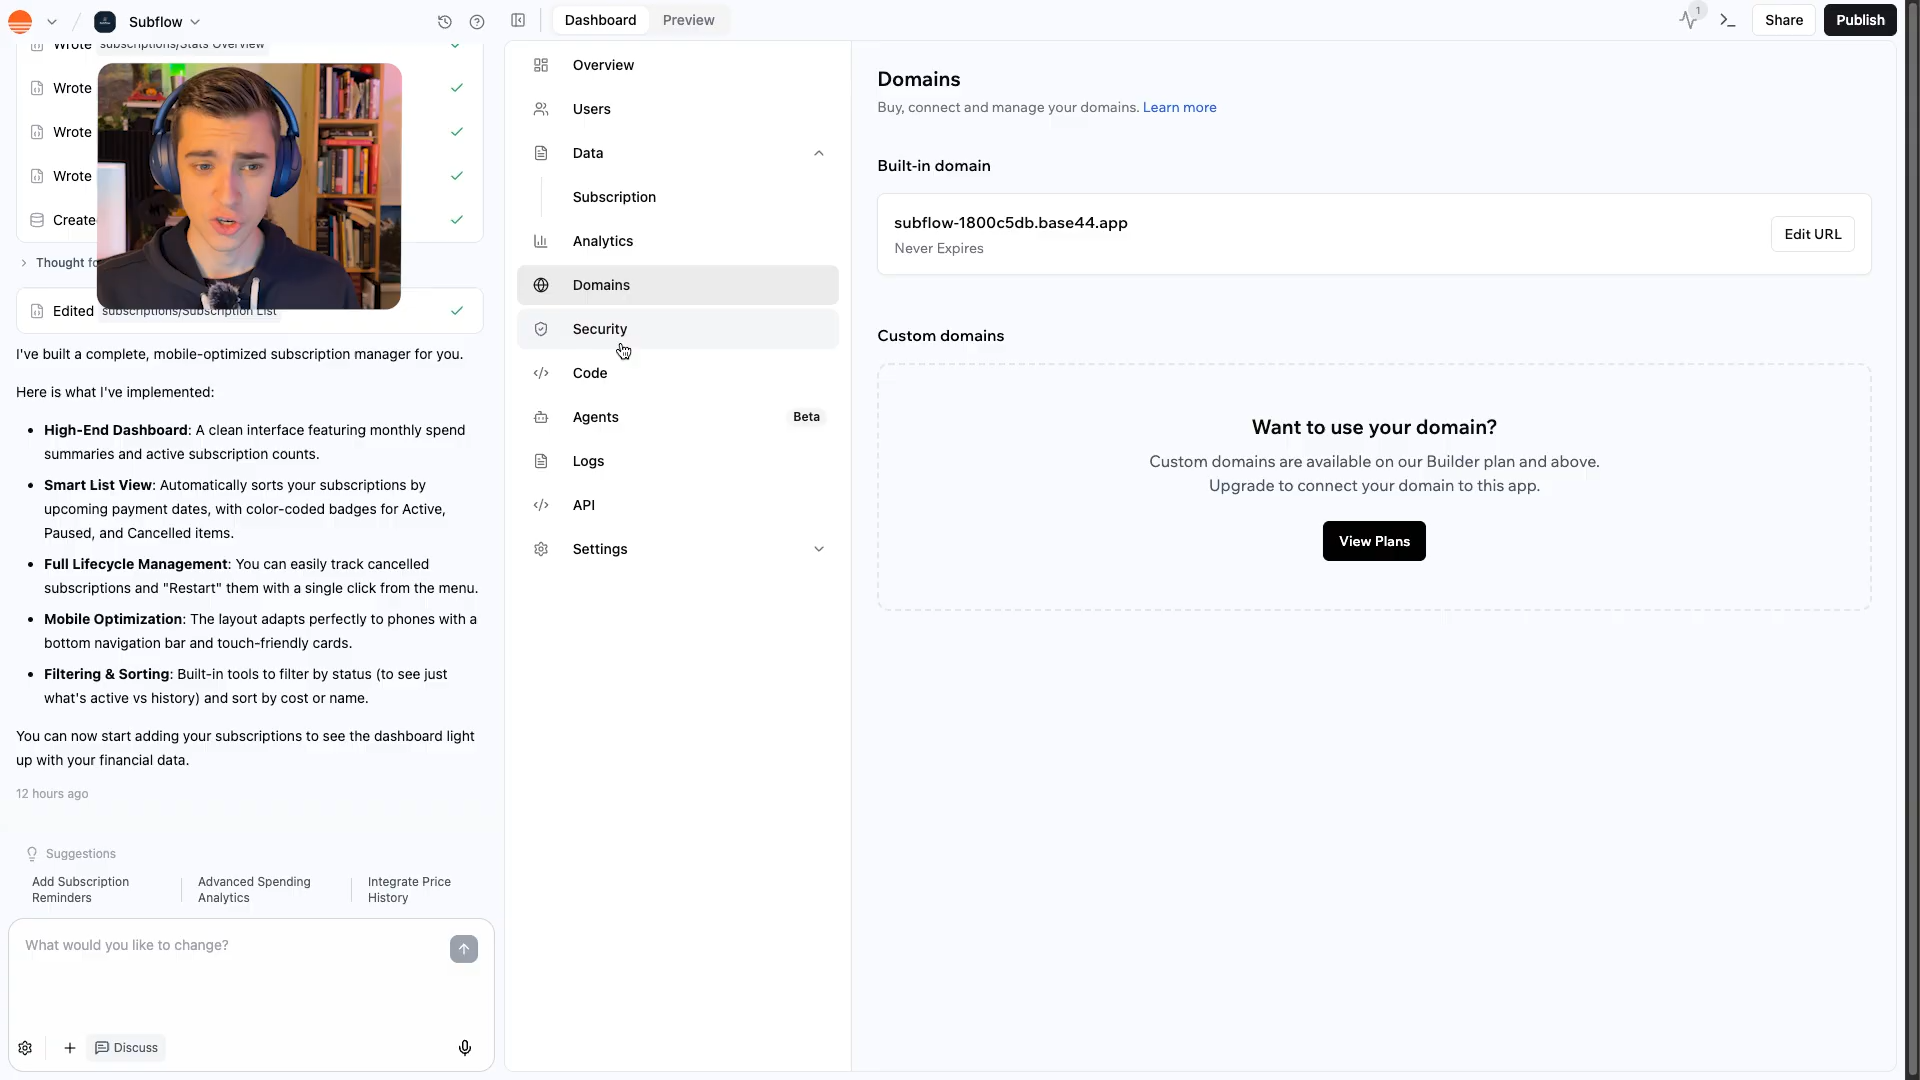 Subflow
Dashboard
Preview
1
Share
Publish
Wrote subscriptions/Stats Overview
Wrote
Wrote
Wrote
Create
Thought fo
Edited subscriptions/Subscription List
I've built a complete, mobile-optimized subscription manager for you.
Here is what I've implemented:
• High-End Dashboard: A clean interface featuring monthly spend
summaries and active subscription counts.
• Smart List View: Automatically sorts your subscriptions by
upcoming payment dates, with color-coded badges for Active,
Paused, and Cancelled items.
• Full Lifecycle Management: You can easily track cancelled
subscriptions and "Restart" them with a single click from the menu.
• Mobile Optimization: The layout adapts perfectly to phones with a
bottom navigation bar and touch-friendly cards.
• Filtering & Sorting: Built-in tools to filter by status (to see just
what's active vs history) and sort by cost or name.
You can now start adding your subscriptions to see the dashboard light
up with your financial data.
12 hours ago
Suggestions
Add Subscription
Reminders
Advanced Spending
Analytics
Integrate Price
History
What would you like to change?
Discuss
Overview
Users
Data
Subscription
Analytics
Domains
Security
Code
Agents Beta
Logs
API
Settings
Domains
Buy, connect and manage your domains. Learn more
Built-in domain
subflow-1800c5db.base44.app
Never Expires
Edit URL
Custom domains
Want to use your domain?
Custom domains are available on our Builder plan and above.
Upgrade to connect your domain to this app.
View Plans